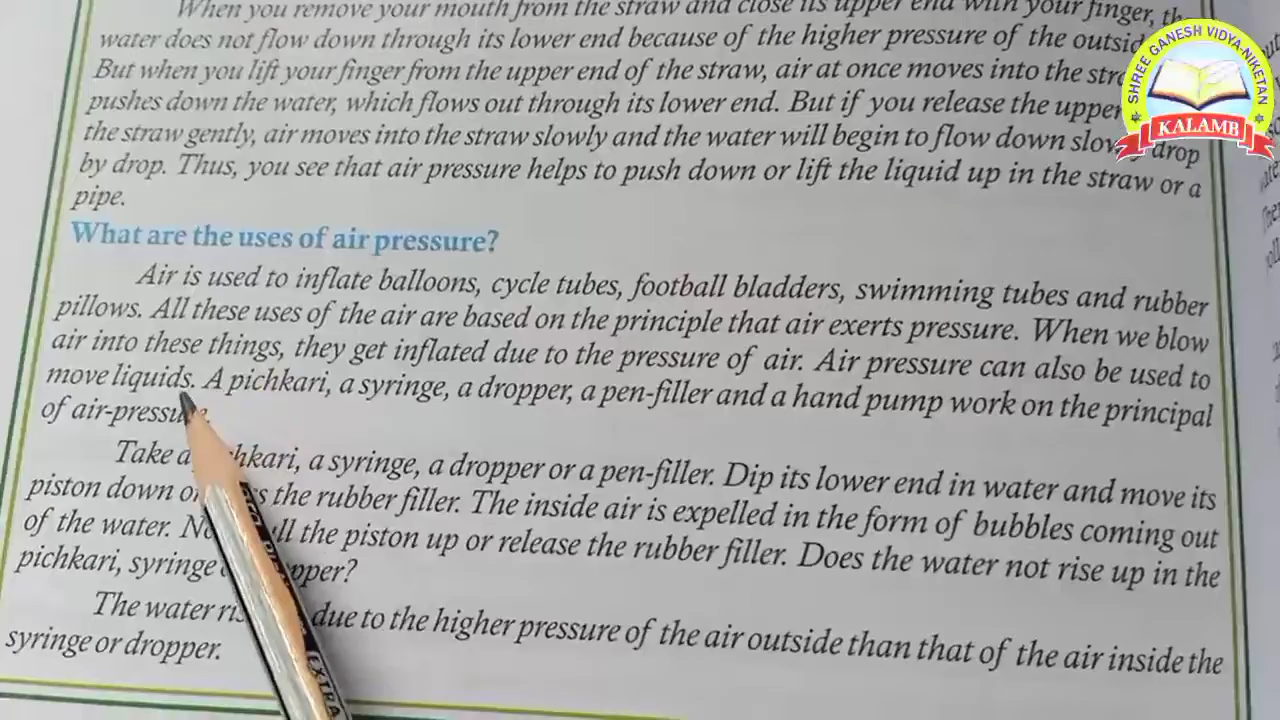 When you remove your mouth from the straw and close its upper end with your finger, the
water does not flow down through its lower end because of the higher pressure of the
But when you lift your finger from the upper end of the straw, air at once moves into the
pushes down the water, which flows out through its lower end. But if you release the upper
the straw gently, air moves into the straw slowly and the water will begin to flow down drop
by drop. Thus, you see that air pressure helps to push down or lift the liquid up in the straw or a
pipe.
What are the uses of air pressure?
Air is used to inflate balloons, cycle tubes, football bladders, swimming tubes and rubber
pillows. All these uses of the air are based on the principle that air exerts pressure. When we blow
air into these things, they get inflated due to the pressure of air. Air pressure can also be used to
move liquids. A pichkari, a syringe, a dropper, a pen-filler and a hand pump work on the principal
of air-pressure.
Take a pichkari, a syringe, a dropper or a pen-filler. Dip its lower end in water and move its
piston down or the rubber filler. The inside air is expelled in the form of bubbles coming out
of the water. the piston up or release the rubber filler. Does the water not rise up in the
pichkari, syringe
The water due to the higher pressure of the air outside than that of the air inside the
syringe or dropper.
SHREE GANESH VIDYA-NIKETAN
KALAMB
EXTRA